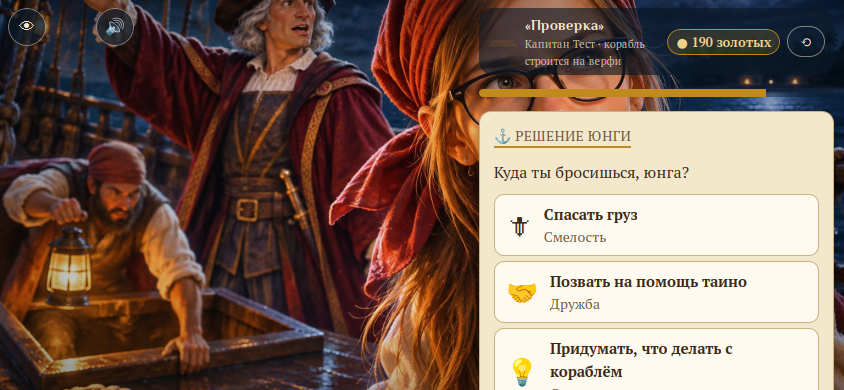 «Проверка»
Капитан Тест · корабль
строится на верфи
190 золотых
РЕШЕНИЕ ЮНГИ
Куда ты бросишься, юнга?
Спасать груз
Смелость
Позвать на помощь таино
Дружба
Придумать, что делать с
кораблём